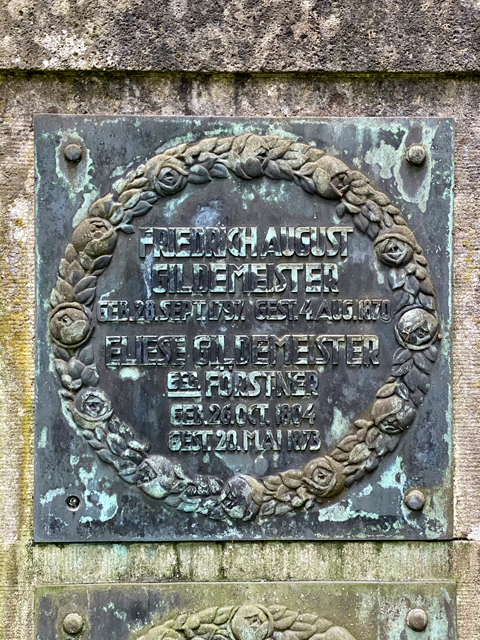 FRIEDRICH AUGUST
GILDEMEISTER
GEB. 28. SEPT. 1791. GEST. 4. AUG. 1870
ELIESE GILDEMEISTER
GEB. FÖRSTNER
GEB. 26. OCT. 1804
GEST 20. MAI 1873